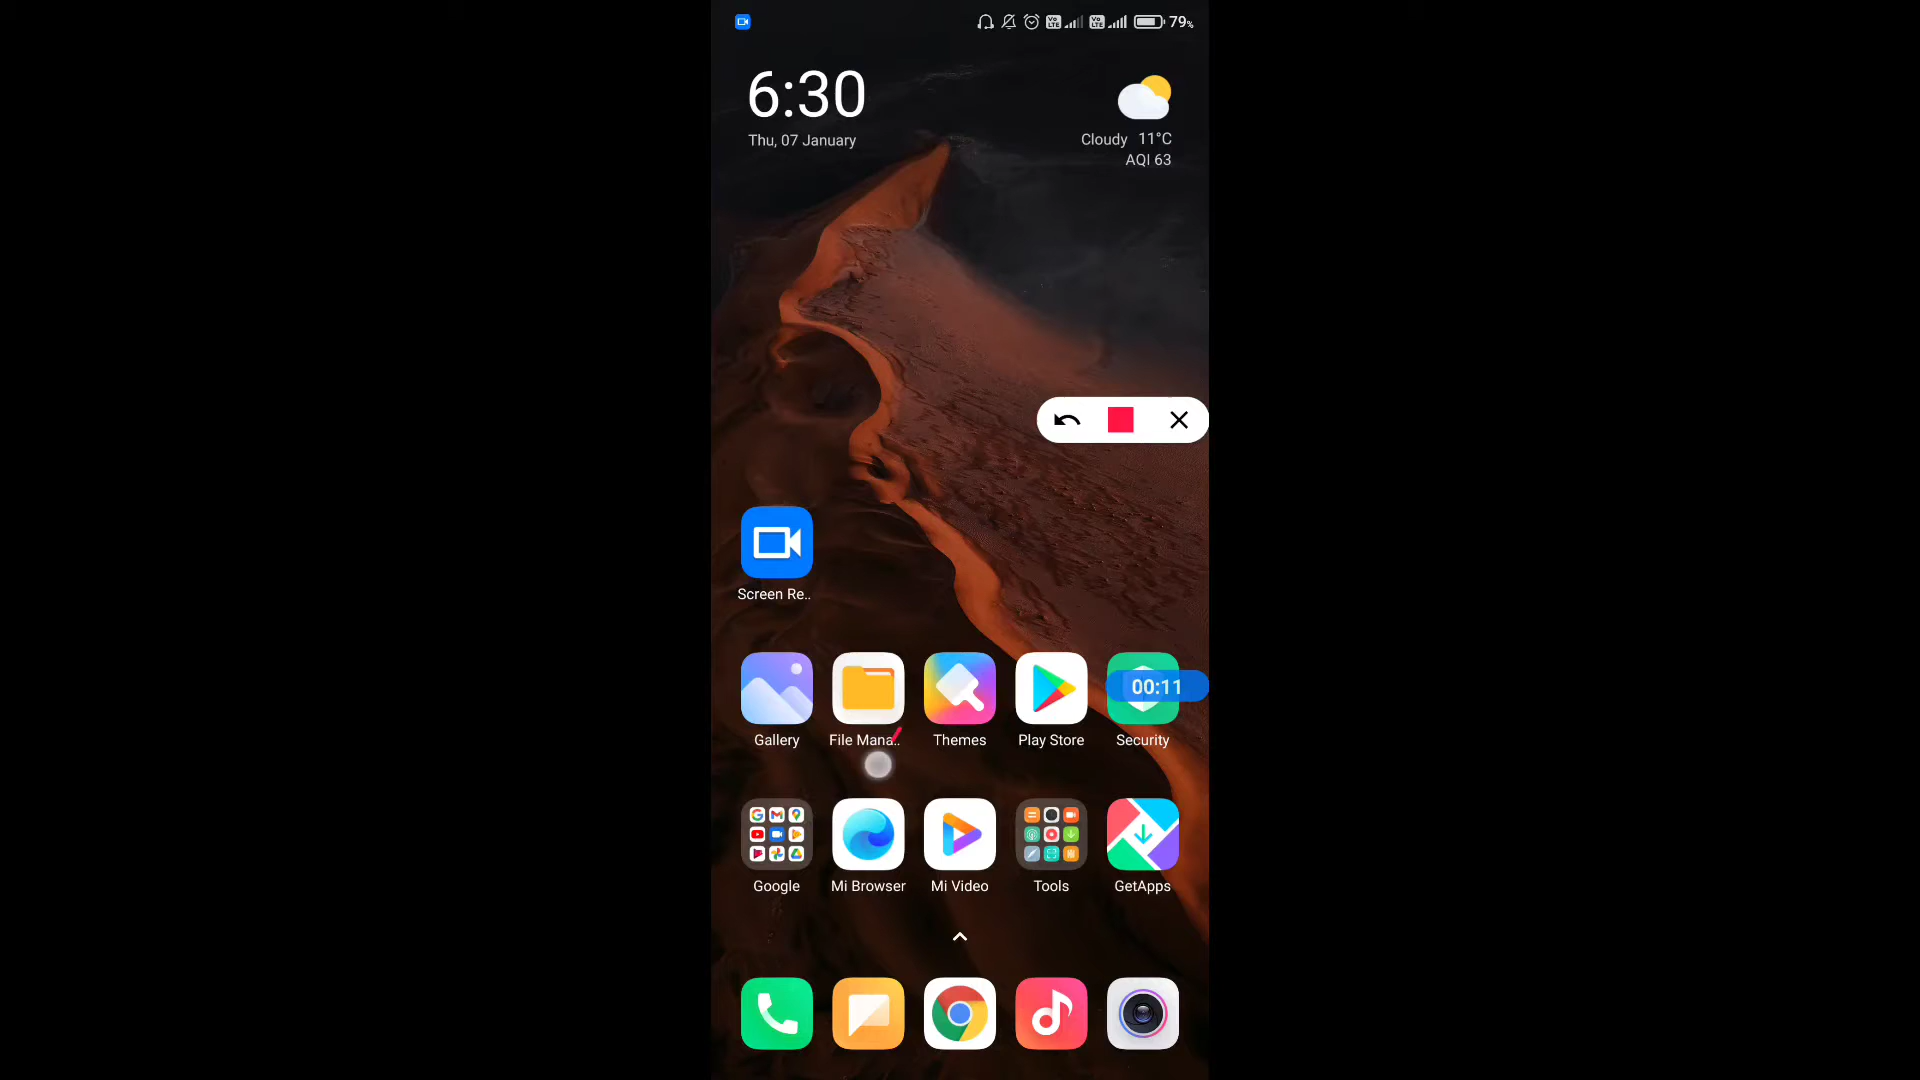 79%
6:30
Thu, 07 January
Cloudy 11°C
AQI 63
Screen Re..
00:11
Gallery
File Mana..
Themes
Play Store
Security
Google
Mi Browser
Mi Video
Tools
GetApps